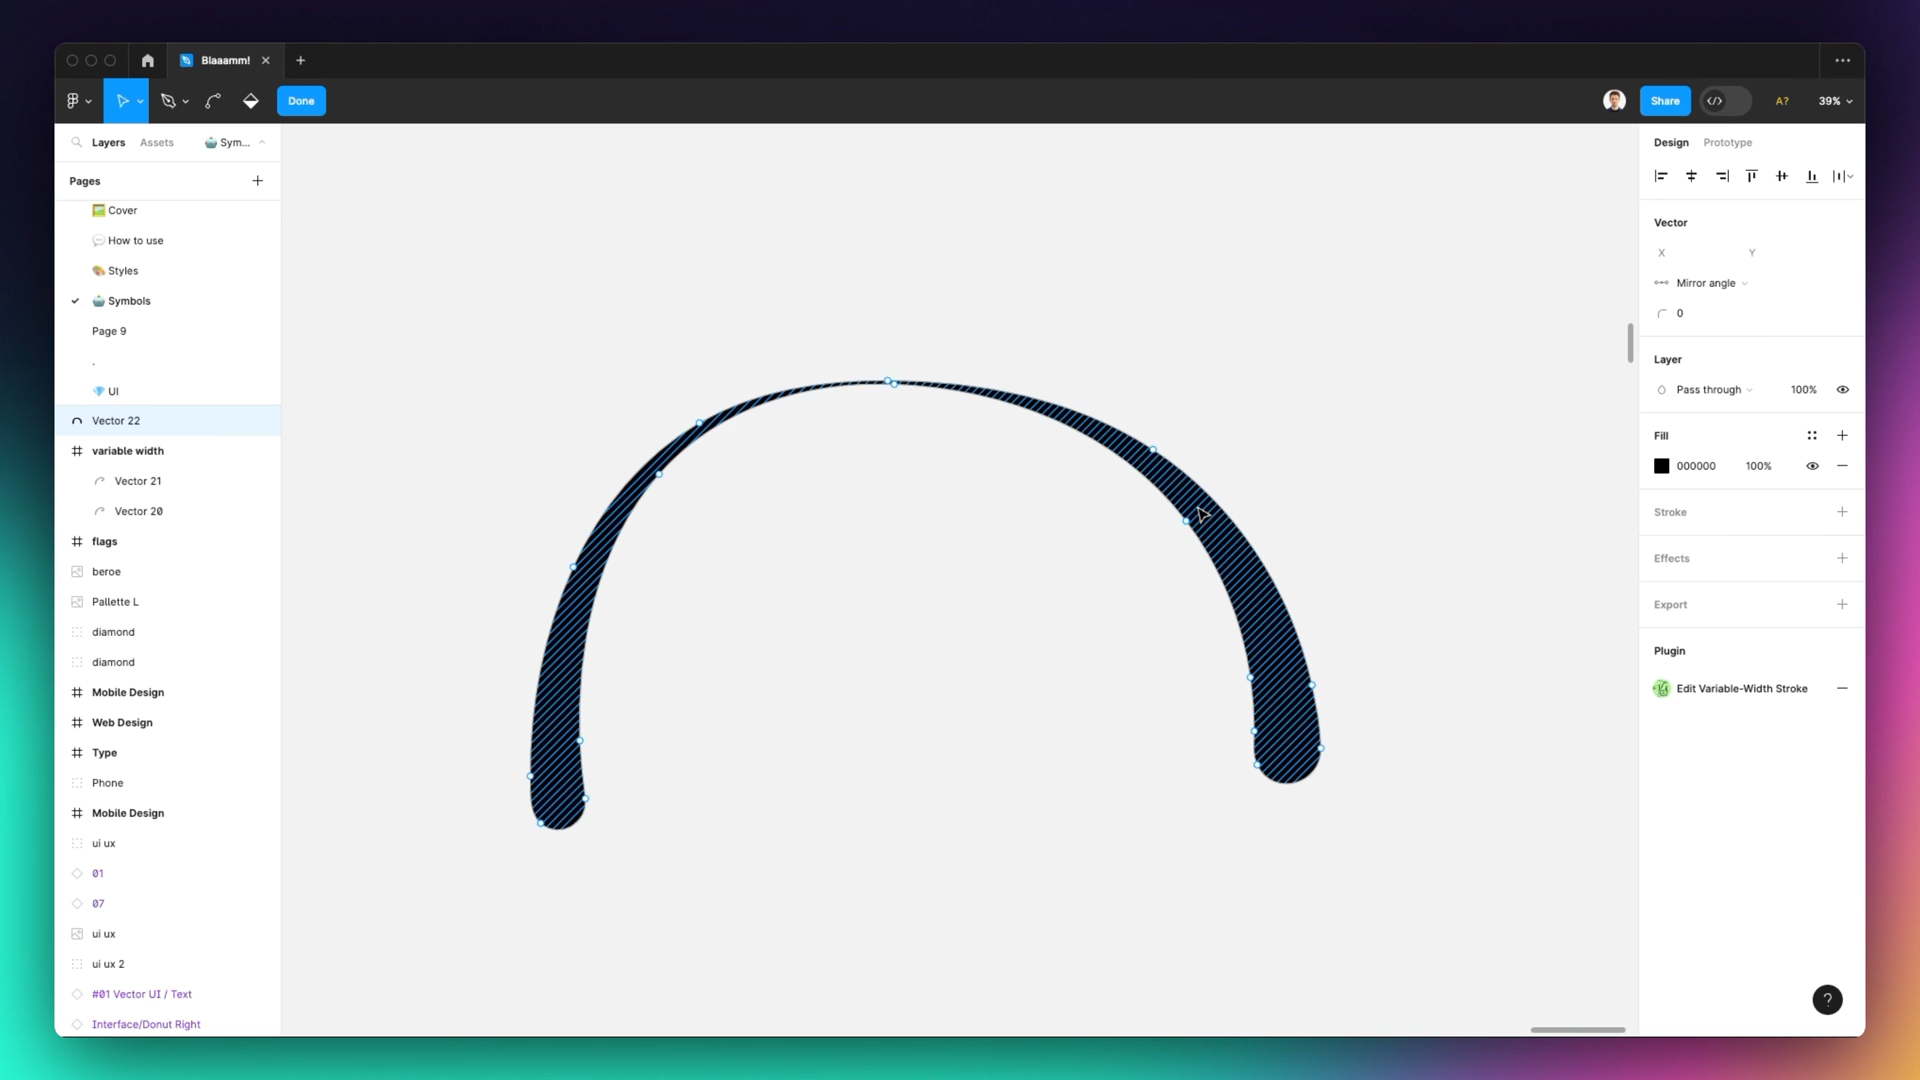 Blaaamm!
Done
Share
A?
39%
Layers
Assets
Sym...
Pages
Cover
How to use
Styles
Symbols
Page 9
.
UI
Vector 22
variable width
Vector 21
Vector 20
flags
beroe
Pallette L
diamond
diamond
Mobile Design
Web Design
Type
Phone
Mobile Design
ui ux
01
07
ui ux
ui ux 2
#01 Vector UI / Text
Interface/Donut Right
Design
Prototype
Vector
X
Y
Mirror angle
0
Layer
Pass through
100%
Fill
000000
100%
Stroke
Effects
Export
Plugin
Edit Variable-Width Stroke
?